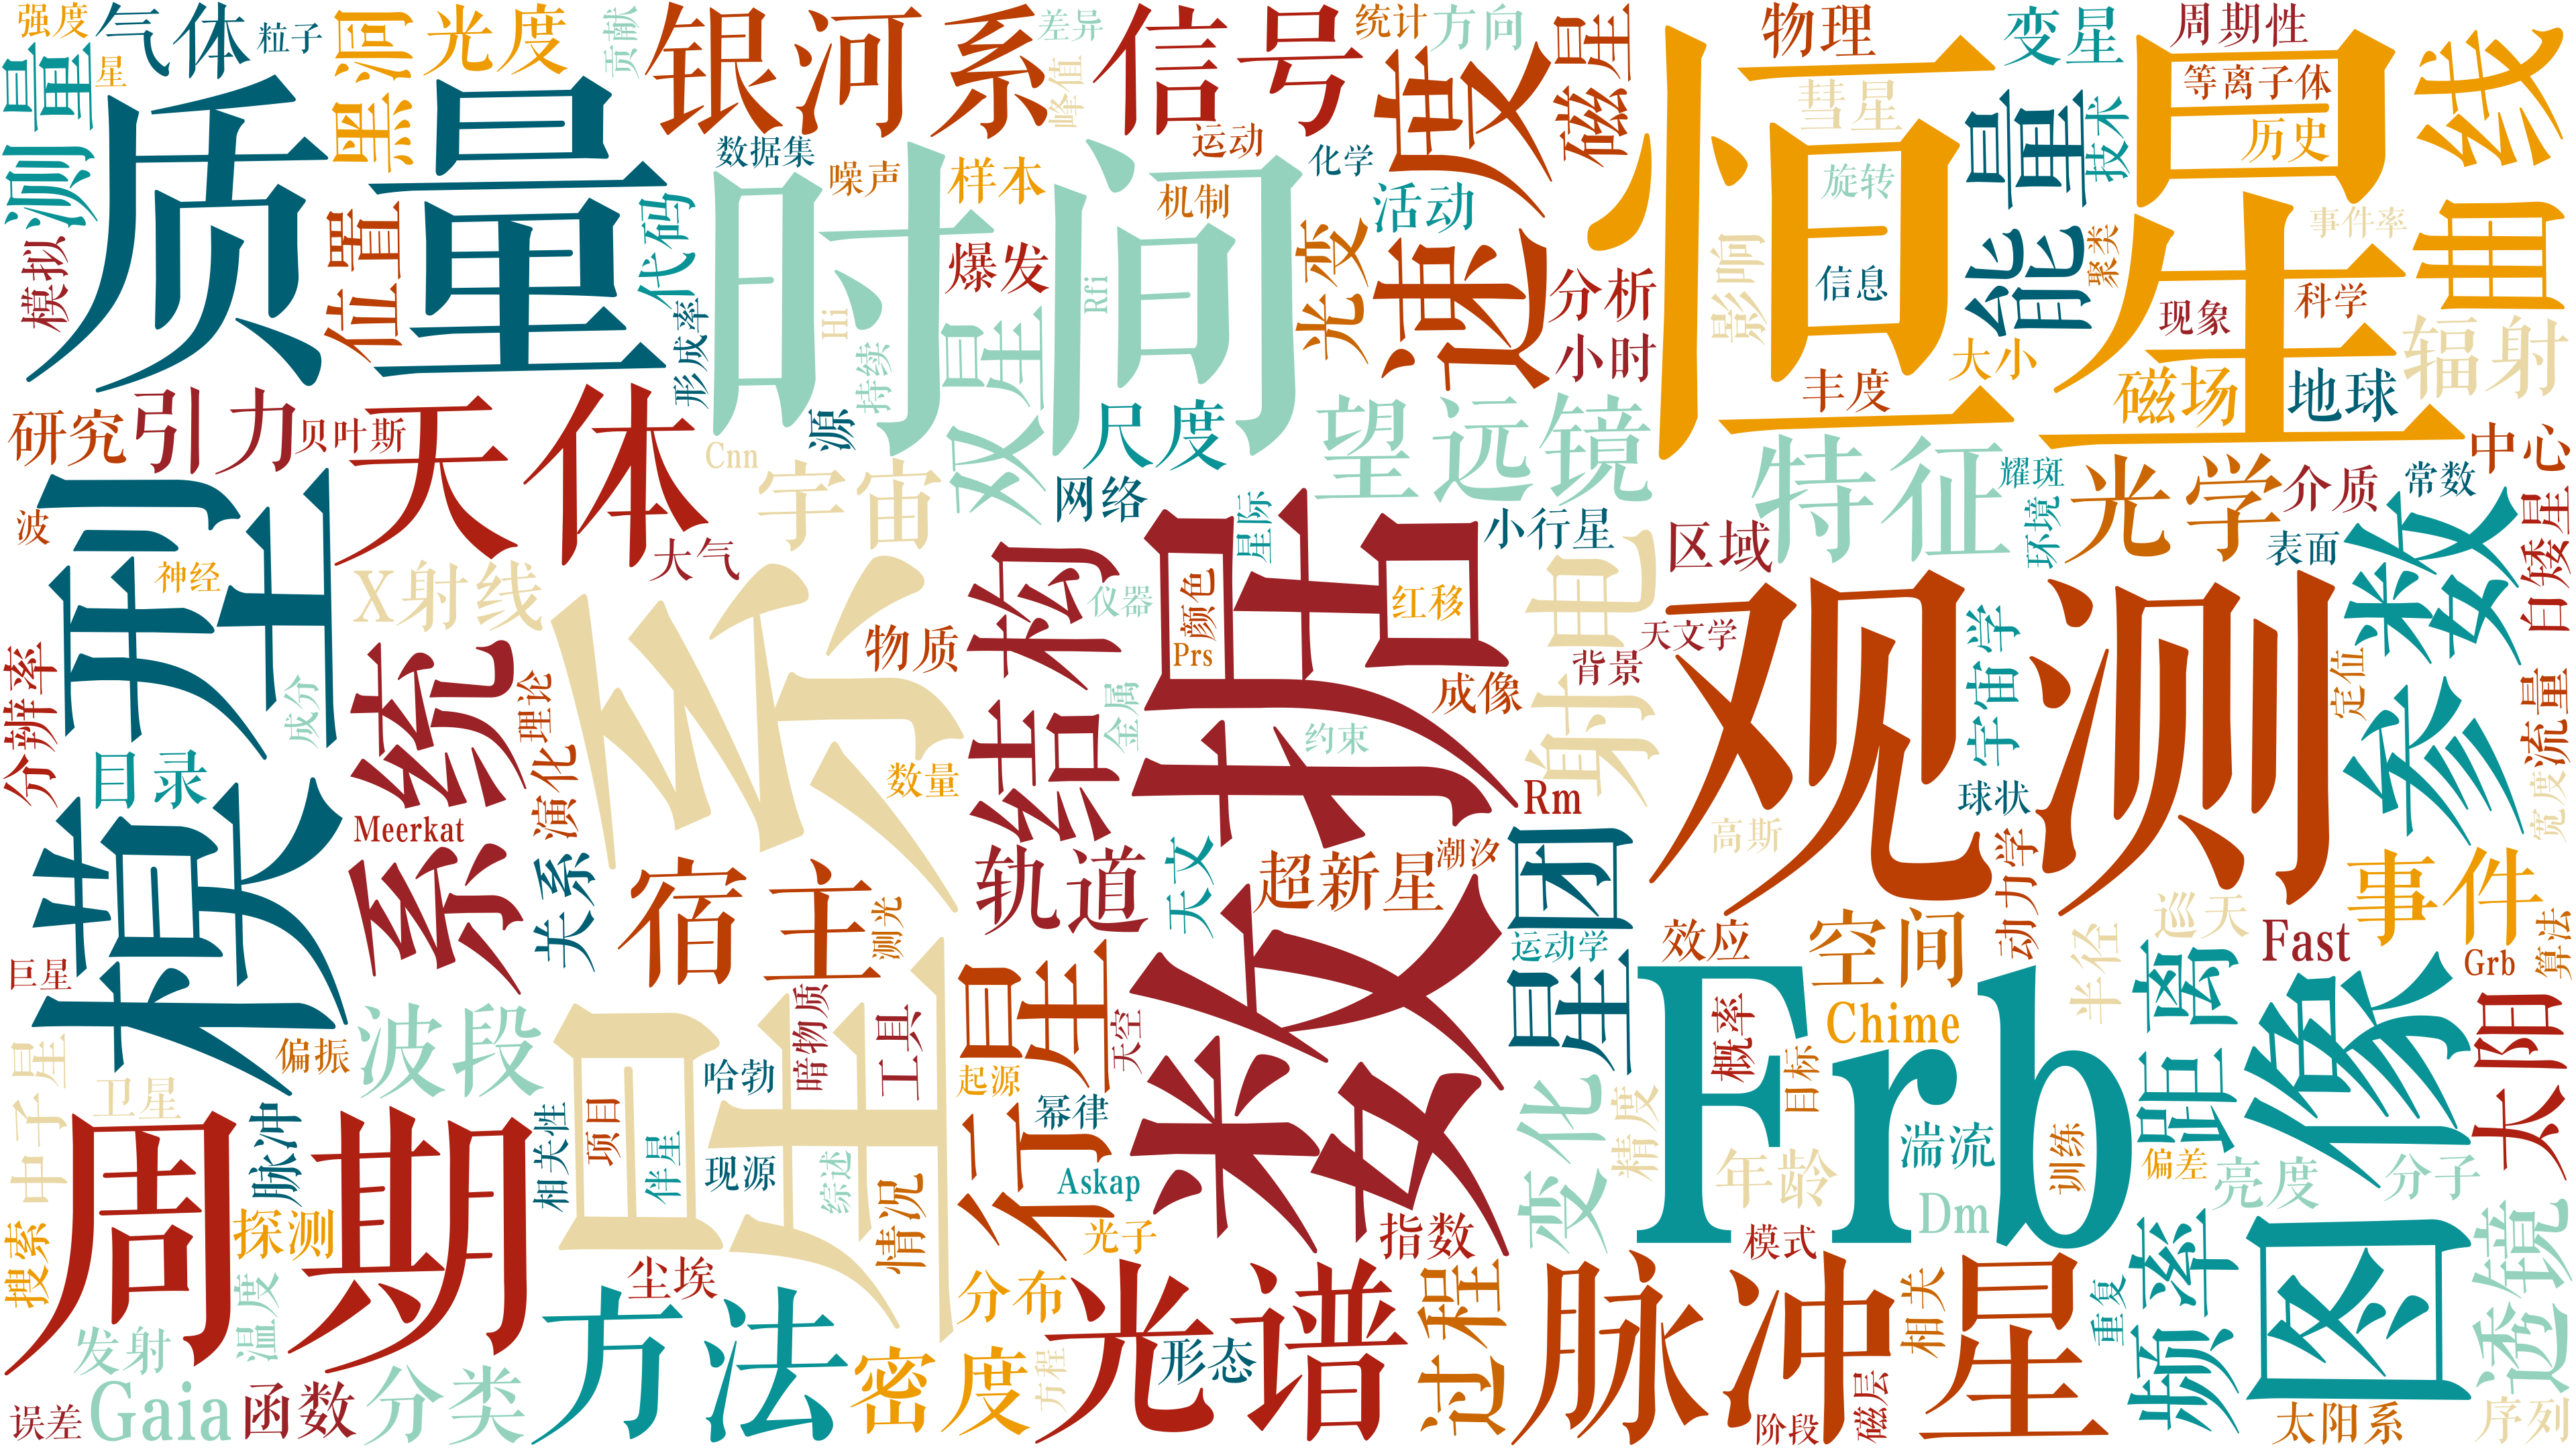 强度
气体
粒子
贡献
银河系
差异
信号
统计
方向
磁星
物理
变星
周期性
曲线
测量
星
黑洞
光度
峰值
速度
恒星
彗星
能量
技术
等离子体
历史
质量
数据集
噪声
样本
运动
机制
化学
活动
旋转
事件率
模拟
位置
代码
时间
爆发
Rfi
光变
分析
影响
信息
聚类
现象
科学
形成率
Hi
持续
双星
小时
大小
辐射
研究
引力
贝叶斯
天体
源
尺度
望远镜
丰度
磁场
地球
Cnn
宇宙
网络
特征
耀斑
光学
介质
常数
中心
模型
波
大气
星际
小行星
区域
环境
表面
参数
白矮星
神经
X射线
星系
结构
仪器
颜色
数据
红移
射电
观测
分辨率
成分
系统
理论
物质
金属
Prs
约束
成像
背景
天文学
宇宙学
定位
流量
目录
Meerkat
演化
数量
Rm
高斯
球状
宽度
关系
宿主
测光
轨道
天文
超新星
潮汐
星团
动力学
事件
巨星
运动学
效应
空间
巡天
Fast
Grb
算法
中子星
偏振
波段
暗物质
工具
行星
天空
Frb
概率
Chime
半径
距离
图像
太阳
卫星
脉冲
相关性
项目
哈勃
起源
幂律
变化
精度
目标
周期
伴星
现源
综述
情况
Askap
年龄
湍流
训练
偏差
亮度
分子
搜索
探测
温度
尘埃
光子
指数
Dm
模式
频率
透镜
发射
方法
分布
光谱
过程
脉冲星
相关
重复
误差
Gaia
函数
分类
密度
方程
形态
阶段
磁层
太阳系
序列